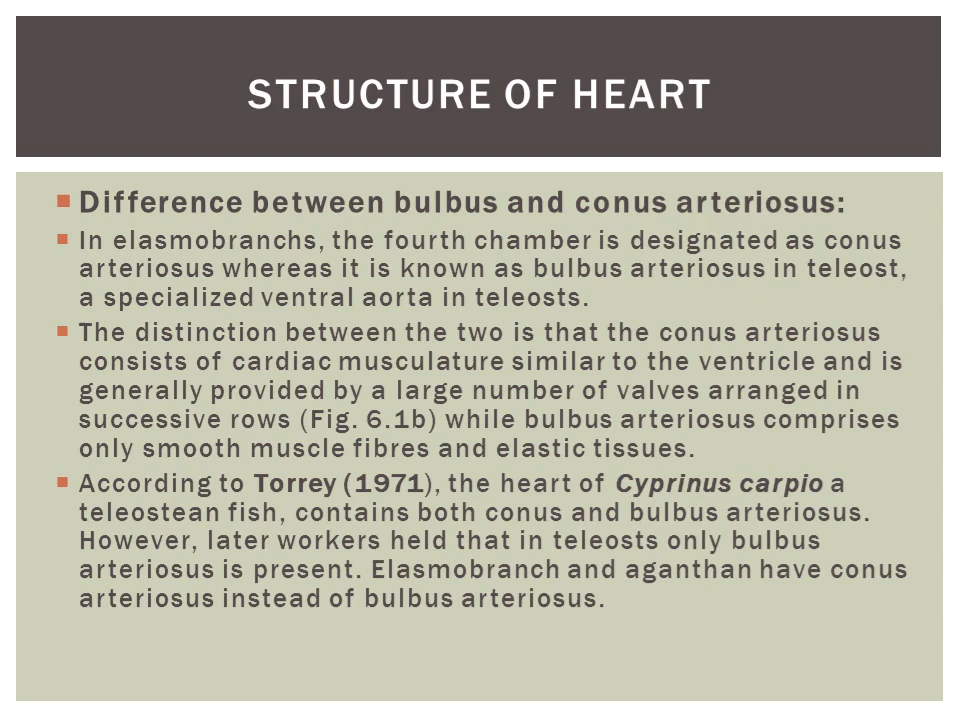 STRUCTURE OF HEART
Difference between bulbus and conus arteriosus:
In elasmobranchs, the fourth chamber is designated as conus
arteriosus whereas it is known as bulbus arteriosus in teleost,
a specialized ventral aorta in teleosts.
The distinction between the two is that the conus arteriosus
consists of cardiac musculature similar to the ventricle and is
generally provided by a large number of valves arranged in
successive rows (Fig. 6.1b) while bulbus arteriosus comprises
only smooth muscle fibres and elastic tissues.
According to Torrey (1971), the heart of Cyprinus carpio a
teleostean fish, contains both conus and bulbus arteriosus.
However, later workers held that in teleosts only bulbus
arteriosus is present. Elasmobranch and aganthan have conus
arteriosus instead of bulbus arteriosus.